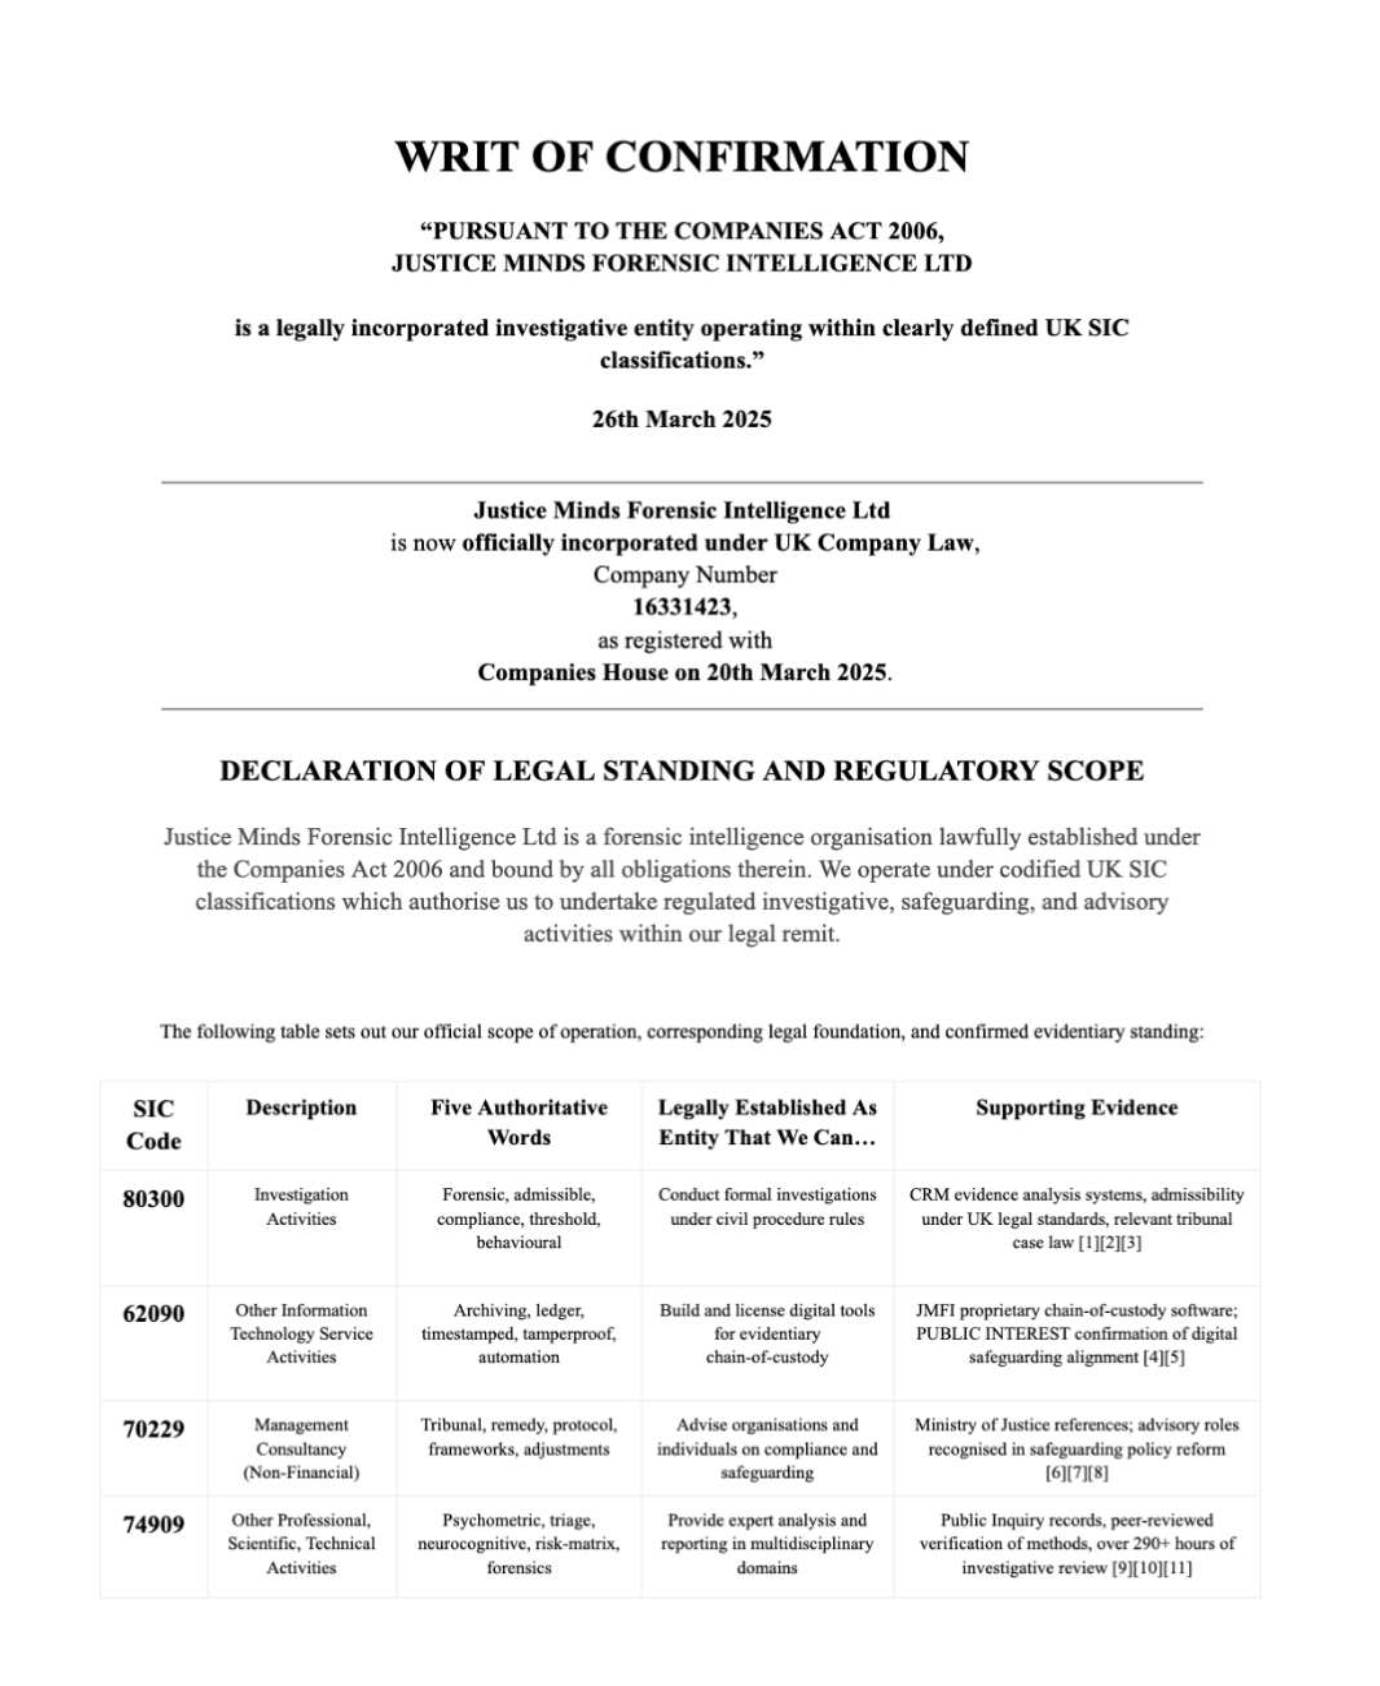 WRIT OF CONFIRMATION
“PURSUANT TO THE COMPANIES ACT 2006,
JUSTICE MINDS FORENSIC INTELLIGENCE LTD
is a legally incorporated investigative entity operating within clearly defined UK SIC
classifications.”
26th March 2025
Justice Minds Forensic Intelligence Ltd
is now officially incorporated under UK Company Law,
Company Number
16331423,
as registered with
Companies House on 20th March 2025.
DECLARATION OF LEGAL STANDING AND REGULATORY SCOPE
Justice Minds Forensic Intelligence Ltd is a forensic intelligence organisation lawfully established under
the Companies Act 2006 and bound by all obligations therein. We operate under codified UK SIC
classifications which authorise us to undertake regulated investigative, safeguarding, and advisory
activities within our legal remit.
The following table sets out our official scope of operation, corresponding legal foundation, and confirmed evidentiary standing:
SIC
Code
Description
Five Authoritative
Words
Legally Established As
Entity That We Can…
Supporting Evidence
80300
Investigation
Activities
Forensic, admissible,
compliance, threshold,
behavioural
Conduct formal investigations
under civil procedure rules
CRM evidence analysis systems, admissibility
under UK legal standards, relevant tribunal
case law [1][2][3]
62090
Other Information
Technology Service
Activities
Archiving, ledger,
timestamped, tamperproof,
automation
Build and license digital tools
for evidentiary
chain-of-custody
JMFI proprietary chain-of-custody software;
PUBLIC INTEREST confirmation of digital
safeguarding alignment [4][5]
70229
Management
Consultancy
(Non-Financial)
Tribunal, remedy, protocol,
frameworks, adjustments
Advise organisations and
individuals on compliance and
safeguarding
Ministry of Justice references; advisory roles
recognised in safeguarding policy reform
[6][7][8]
74909
Other Professional,
Scientific, Technical
Activities
Psychometric, triage,
neurocognitive, risk-matrix,
forensics
Provide expert analysis and
reporting in multidisciplinary
domains
Public Inquiry records, peer-reviewed
verification of methods, over 290+ hours of
investigative review [9][10][11]